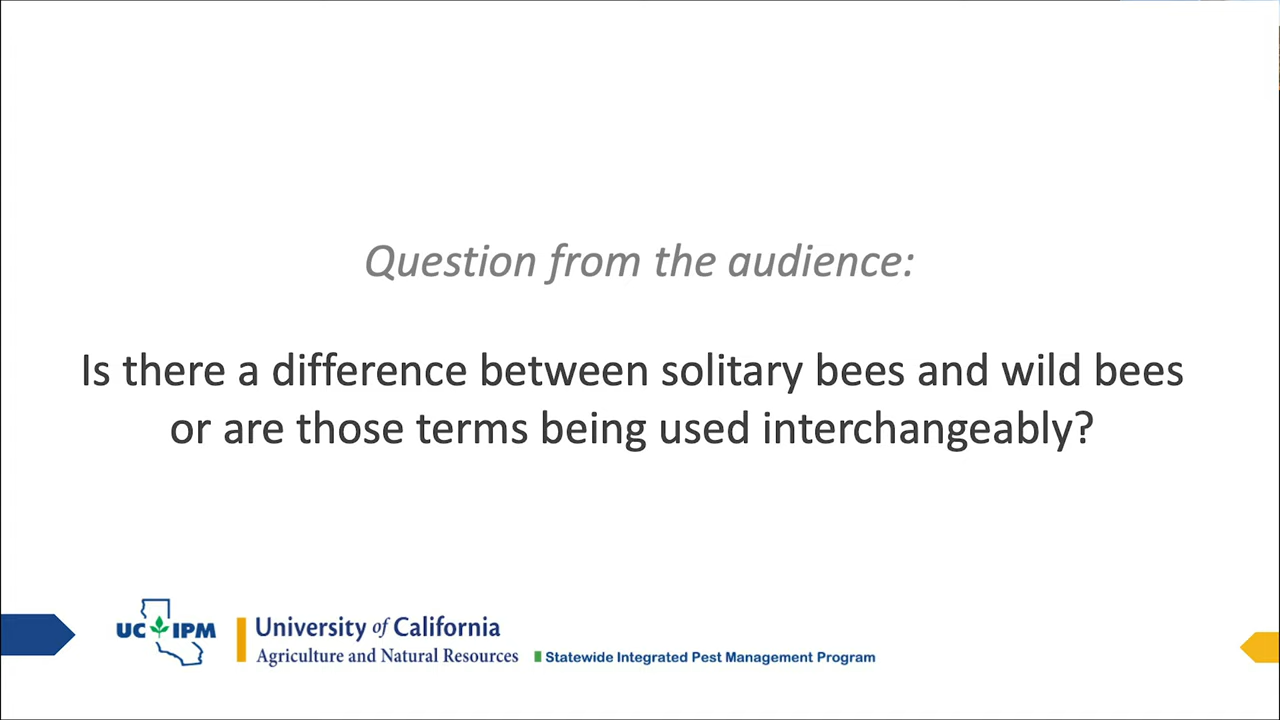 Question from the audience:
Is there a difference between solitary bees and wild bees
or are those terms being used interchangeably?
UC IPM
University of California
Agriculture and Natural Resources
Statewide Integrated Pest Management Program